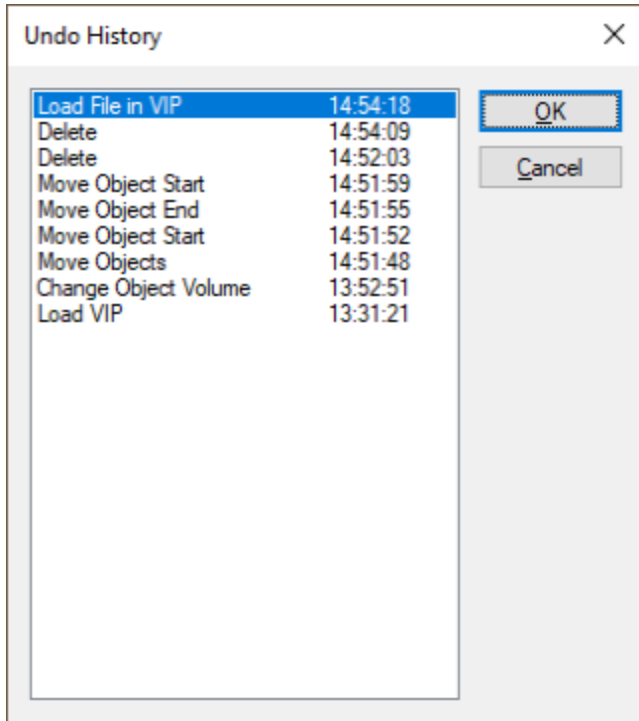 Undo History
Load File in VIP 14:54:18
Delete 14:54:09
Delete 14:52:03
Move Object Start 14:51:59
Move Object End 14:51:55
Move Object Start 14:51:52
Move Objects 14:51:48
Change Object Volume 13:52:51
Load VIP 13:31:21
OK
Cancel